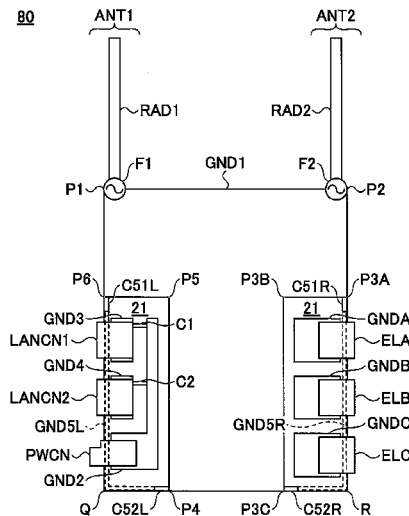 80
ANT1 ANT2
RAD1 RAD2
F1 GND1 F2
P1 P2
P6 C51L P5 P3B C51R P3A
GND3 21 21 GNDA
C1
LANCN1 ELA
GND4 GNDB
C2
LANCN2 ELB
GND5L GND5R GNDC
PWCN ELC
GND2
Q C52L P4 P3C C52R R